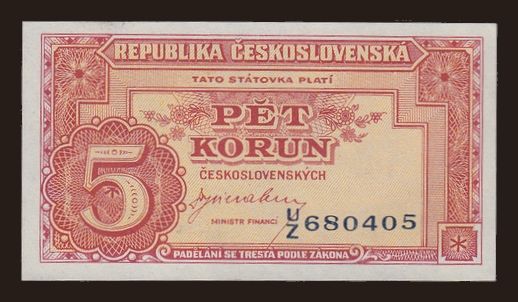 REPUBLIKA ČESKOSLOVENSKÁ
TATO STÁTOVKA PLATÍ
PĚT
KORUN
ČESKOSLOVENSKÝCH
5
MINISTR FINANCÍ
U/Z 680405
PADĚLÁNÍ SE TRESTÁ PODLE ZÁKONA